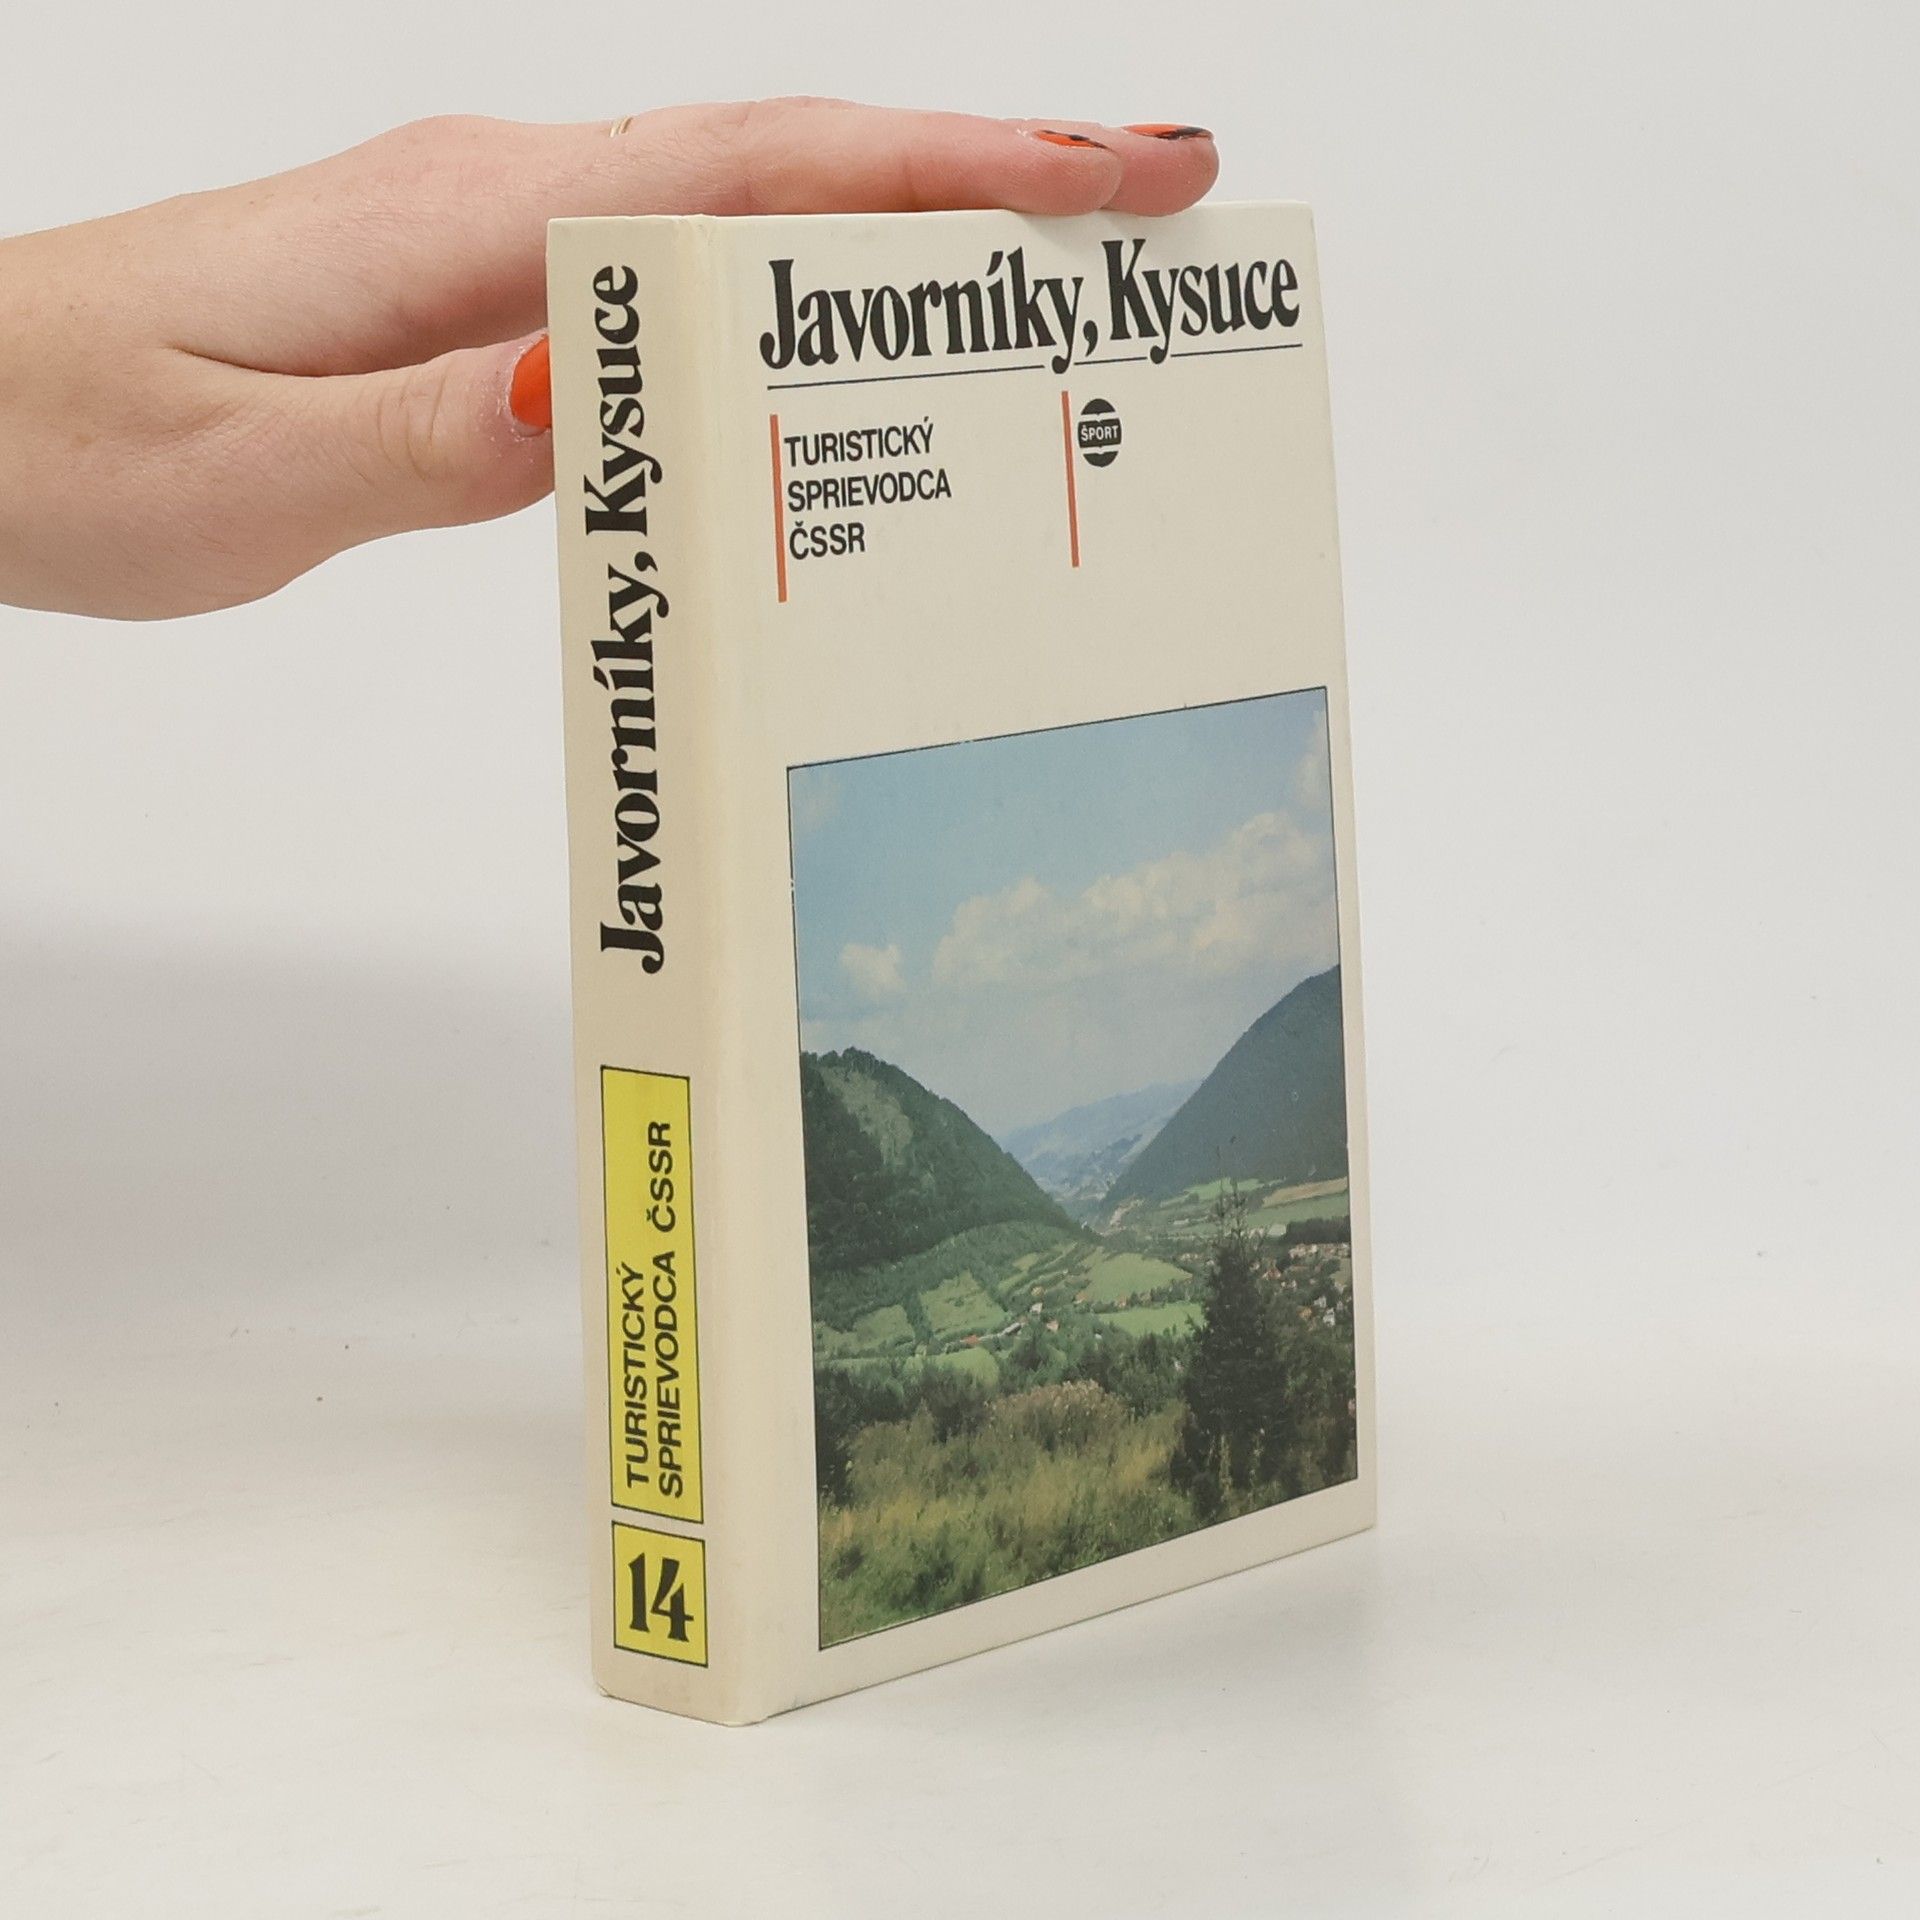 Javorníky, Kysuce
TURISTICKÝ
SPRIEVODCA
ČSSR
ŠPORT
Javorníky, Kysuce
TURISTICKÝ
SPRIEVODCA ČSSR
14